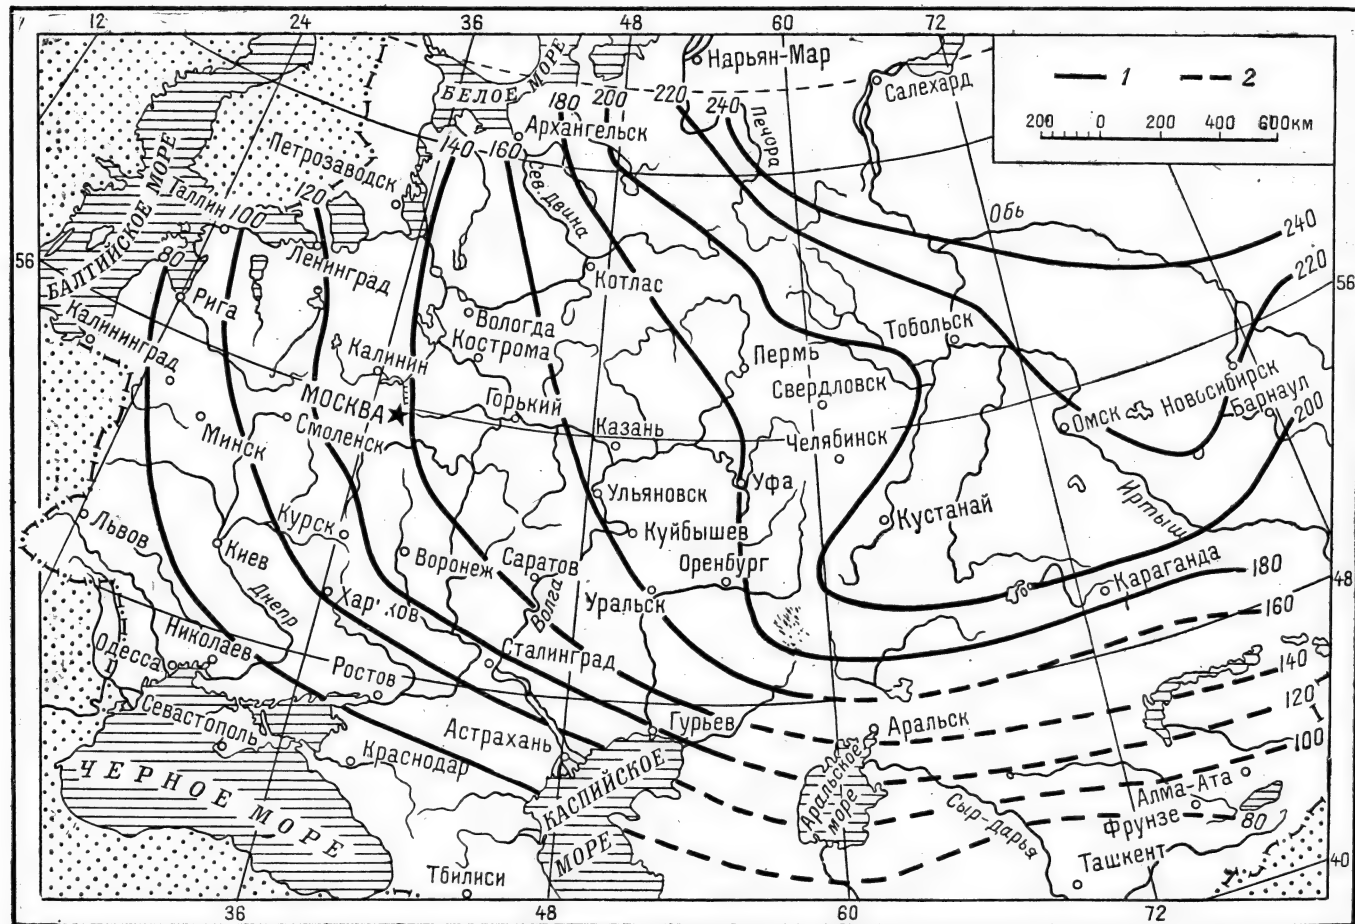 12 24 36 48 60 72
БЕЛОЕ МОРЕ
Нарьян-Мар
Салехард
1 2
200 0 200 400 600км
180 200 220 240
Печора
Архангельск
140 160
Петрозаводск
Сев. Двина
БАЛТИЙСКОЕ МОРЕ
Таллин
100
120
80
Обь
240
220
56
56
Ленинград
Рига
Котлас
Калининград
Вологда
Кострома
Тобольск
Калинин
Пермь
Свердловск
МОСКВА
Горький
Омск
Новосибирск
Барнаул
200
Смоленск
Минск
Казань
Челябинск
Уфа
Ульяновск
Кустанай
Иртыш
Львов
Курск
Куйбышев
Киев
Воронеж
Саратов
Оренбург
Караганда
180
48
Днепр
Харьков
Волга
Уральск
160
Николаев
Одесса
Сталинград
Ростов
140
Севастополь
Астрахань
Гурьев
Аральск
120
Краснодар
100
ЧЕРНОЕ МОРЕ
КАСПИЙСКОЕ МОРЕ
Аральское море
Сыр-дарья
Алма-Ата
Фрунзе
80
Ташкент
40
Тбилиси
36 48 60 72